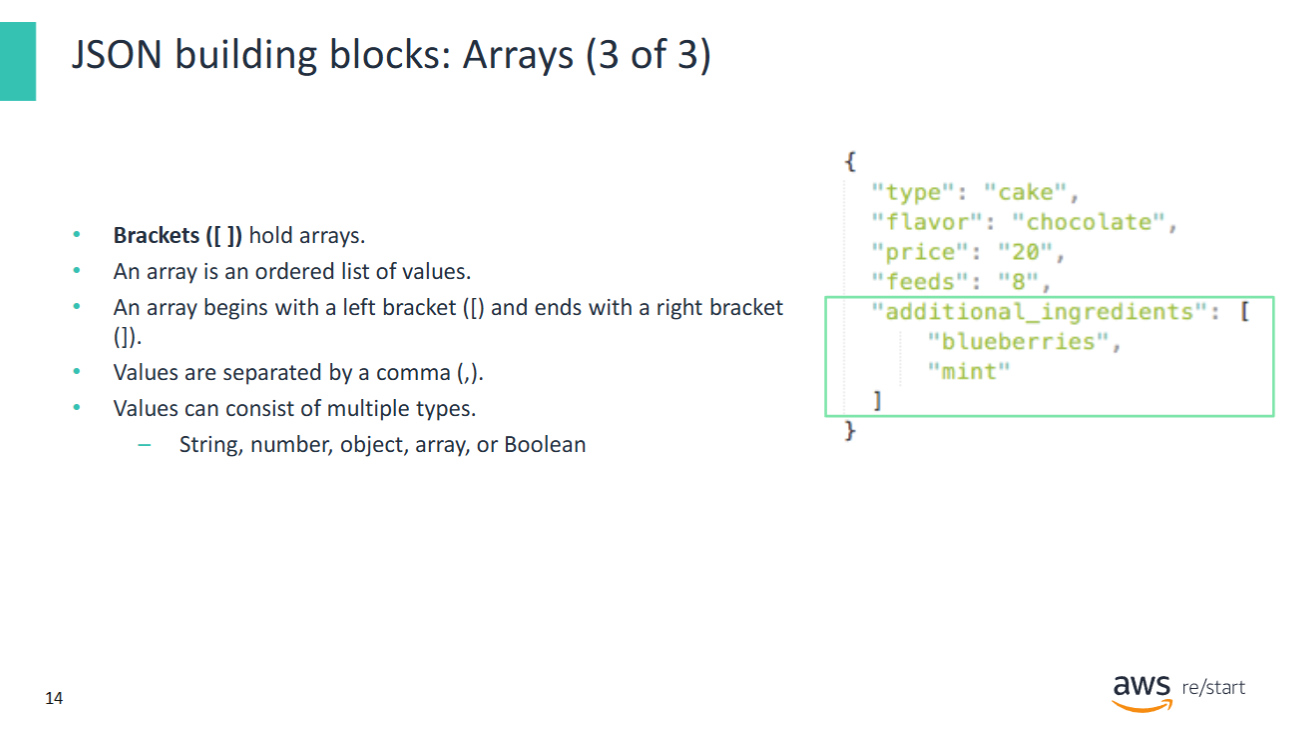 JSON building blocks: Arrays (3 of 3)
• Brackets ([ ]) hold arrays.
• An array is an ordered list of values.
• An array begins with a left bracket ([) and ends with a right bracket
(]).
• Values are separated by a comma (,).
• Values can consist of multiple types.
– String, number, object, array, or Boolean
{
"type": "cake",
"flavor": "chocolate",
"price": "20",
"feeds": "8",
"additional_ingredients": [
"blueberries",
"mint"
]
}
14
aws re/start